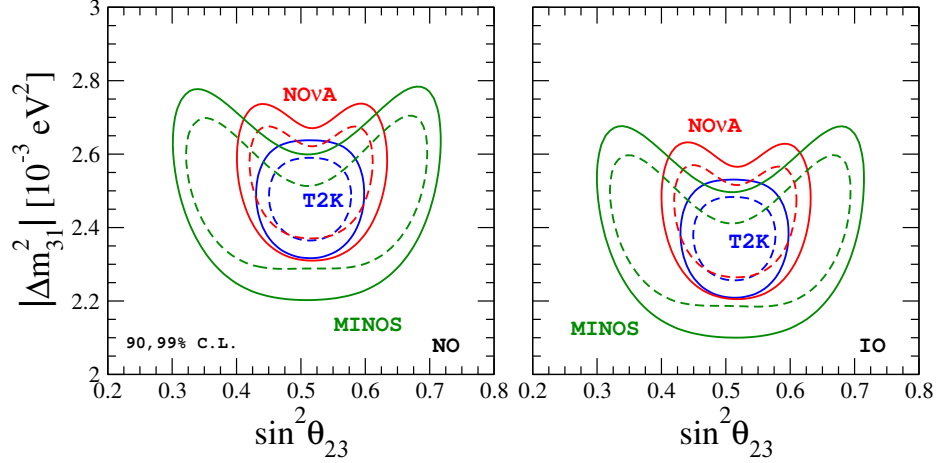 |Δm²₃₁| [10⁻³ eV²]
3
2.8
2.6
2.4
2.2
2
NOνA
T2K
MINOS
90,99% C.L.
NO
0.2 0.3 0.4 0.5 0.6 0.7 0.8
sin²θ₂₃
NOνA
T2K
MINOS
IO
0.2 0.3 0.4 0.5 0.6 0.7 0.8
sin²θ₂₃